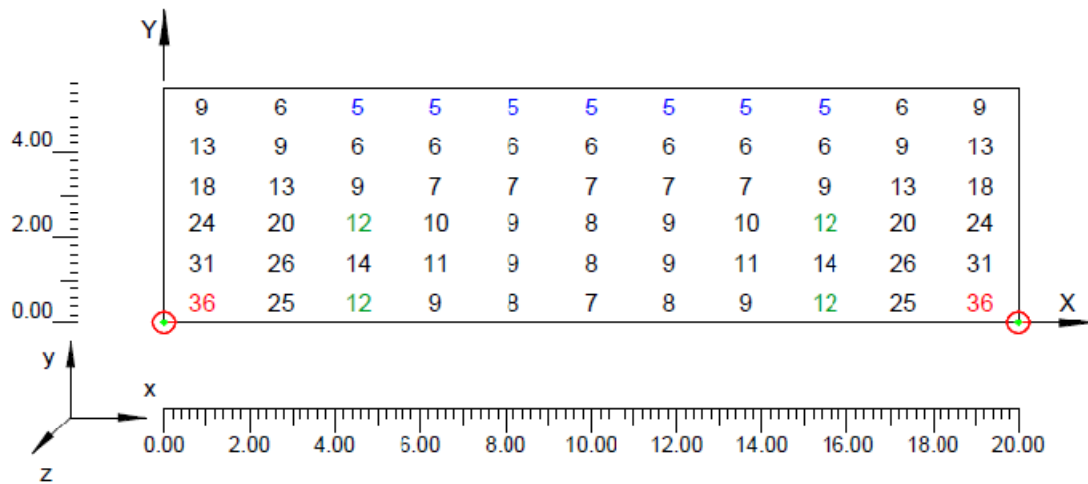 Y
9 6 5 5 5 5 5 5 5 6 9
4.00
13 9 6 6 6 6 6 6 6 9 13
18 13 9 7 7 7 7 7 9 13 18
24 20 12 10 9 8 9 10 12 20 24
2.00
31 26 14 11 9 8 9 11 14 26 31
36 25 12 9 8 7 8 9 12 25 36
0.00
X
y
x
z
0.00 2.00 4.00 6.00 8.00 10.00 12.00 14.00 16.00 18.00 20.00